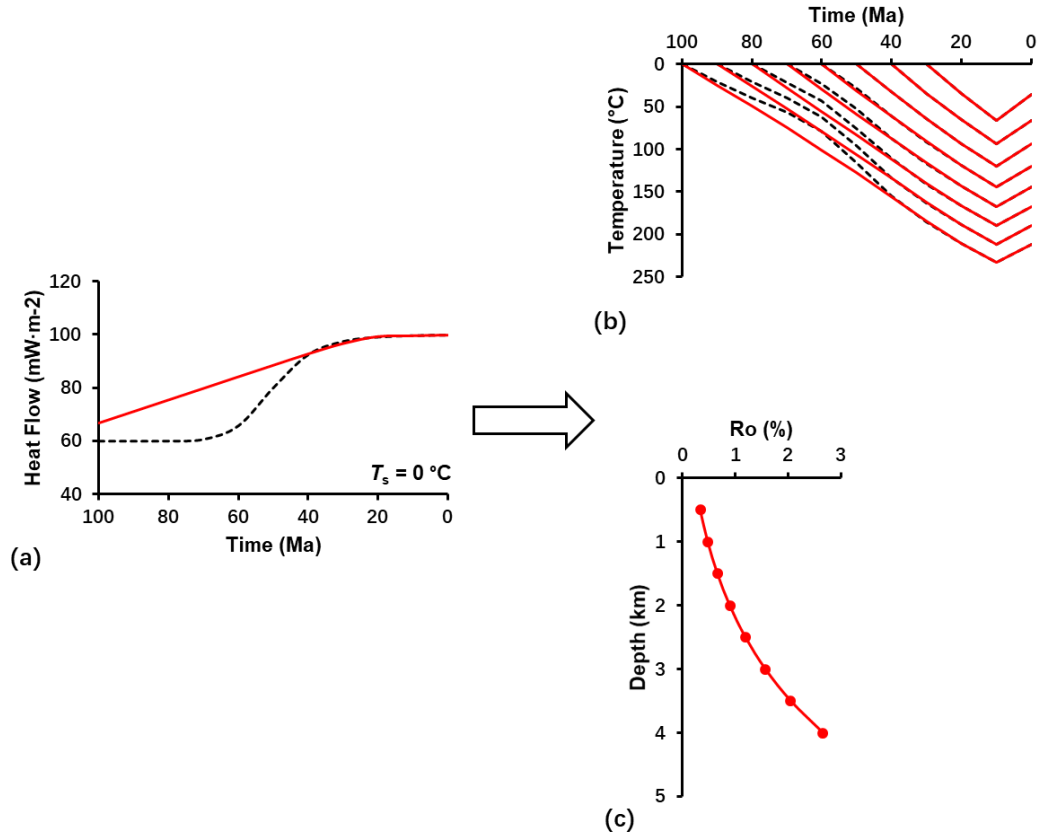 Time (Ma)
100 80 60 40 20 0
0
50
100
150
200
250
Temperature (°C)
(b)
120
100
80
60
40
Heat Flow (mW·m-2)
Tₛ = 0 °C
100 80 60 40 20 0
Time (Ma)
(a)
Ro (%)
0 1 2 3
0
1
2
3
4
5
Depth (km)
(c)